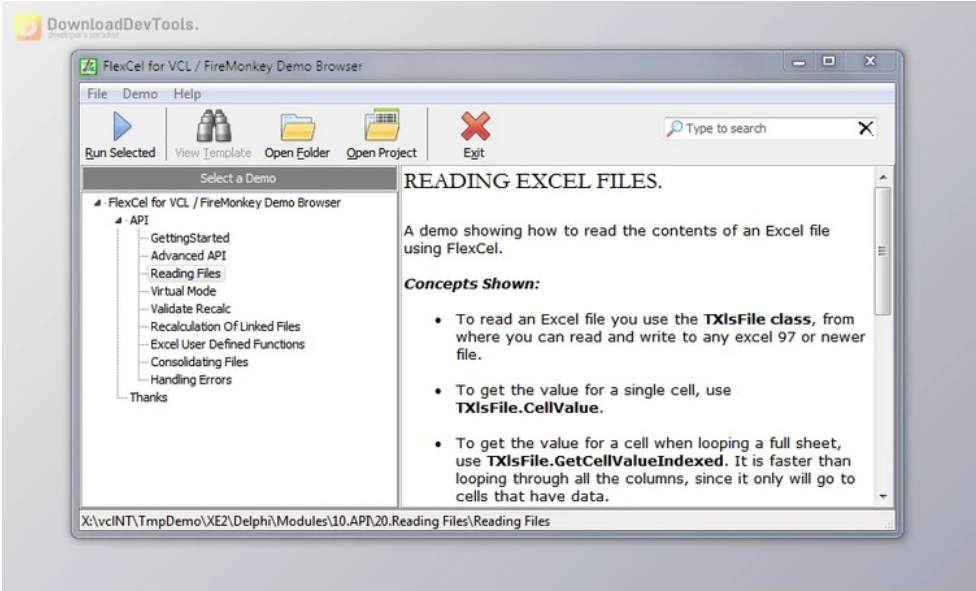 DownloadDevTools.
developer's paradise
FlexCel for VCL / FireMonkey Demo Browser
File Demo Help
Run Selected View Template Open Folder Open Project Exit
Type to search
Select a Demo
FlexCel for VCL / FireMonkey Demo Browser
API
GettingStarted
Advanced API
Reading Files
Virtual Mode
Validate Recalc
Recalculation Of Linked Files
Excel User Defined Functions
Consolidating Files
Handling Errors
Thanks
READING EXCEL FILES.
A demo showing how to read the contents of an Excel file
using FlexCel.
Concepts Shown:
• To read an Excel file you use the TXlsFile class, from
where you can read and write to any excel 97 or newer
file.
• To get the value for a single cell, use
TXlsFile.CellValue.
• To get the value for a cell when looping a full sheet,
use TXlsFile.GetCellValueIndexed. It is faster than
looping through all the columns, since it only will go to
cells that have data.
X:\vclNT\TmpDemo\XE2\Delphi\Modules\10.API\20.Reading Files\Reading Files